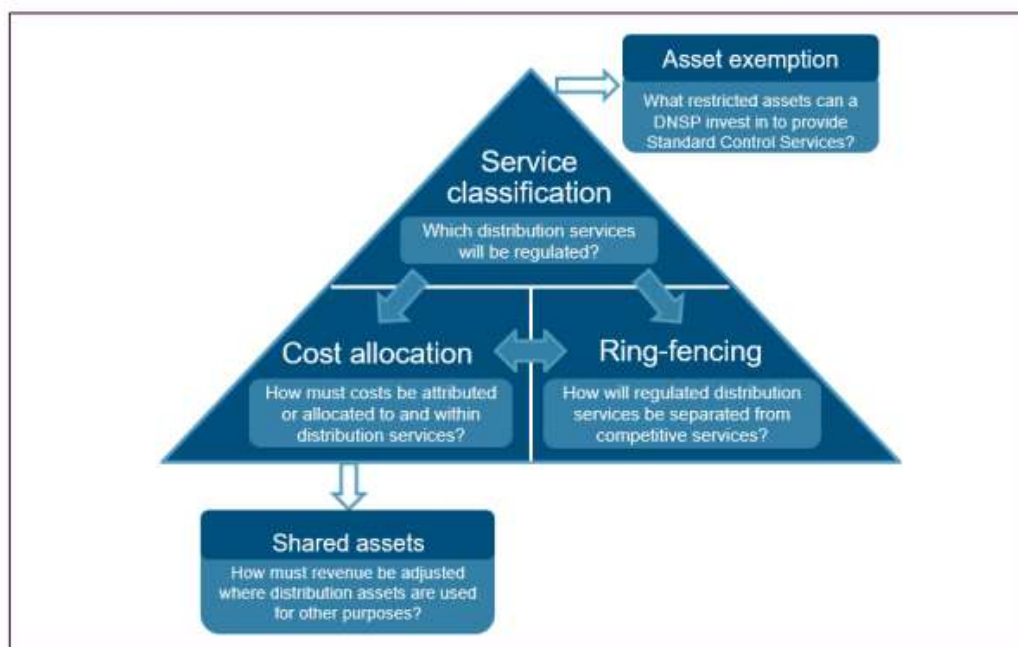 Asset exemption
What restricted assets can a
DNSP invest in to provide
Standard Control Services?
Service
classification
Which distribution services
will be regulated?
Cost allocation
How must costs be attributed
or allocated to and within
distribution services?
Ring-fencing
How will regulated distribution
services be separated from
competitive services?
Shared assets
How must revenue be adjusted
where distribution assets are used
for other purposes?